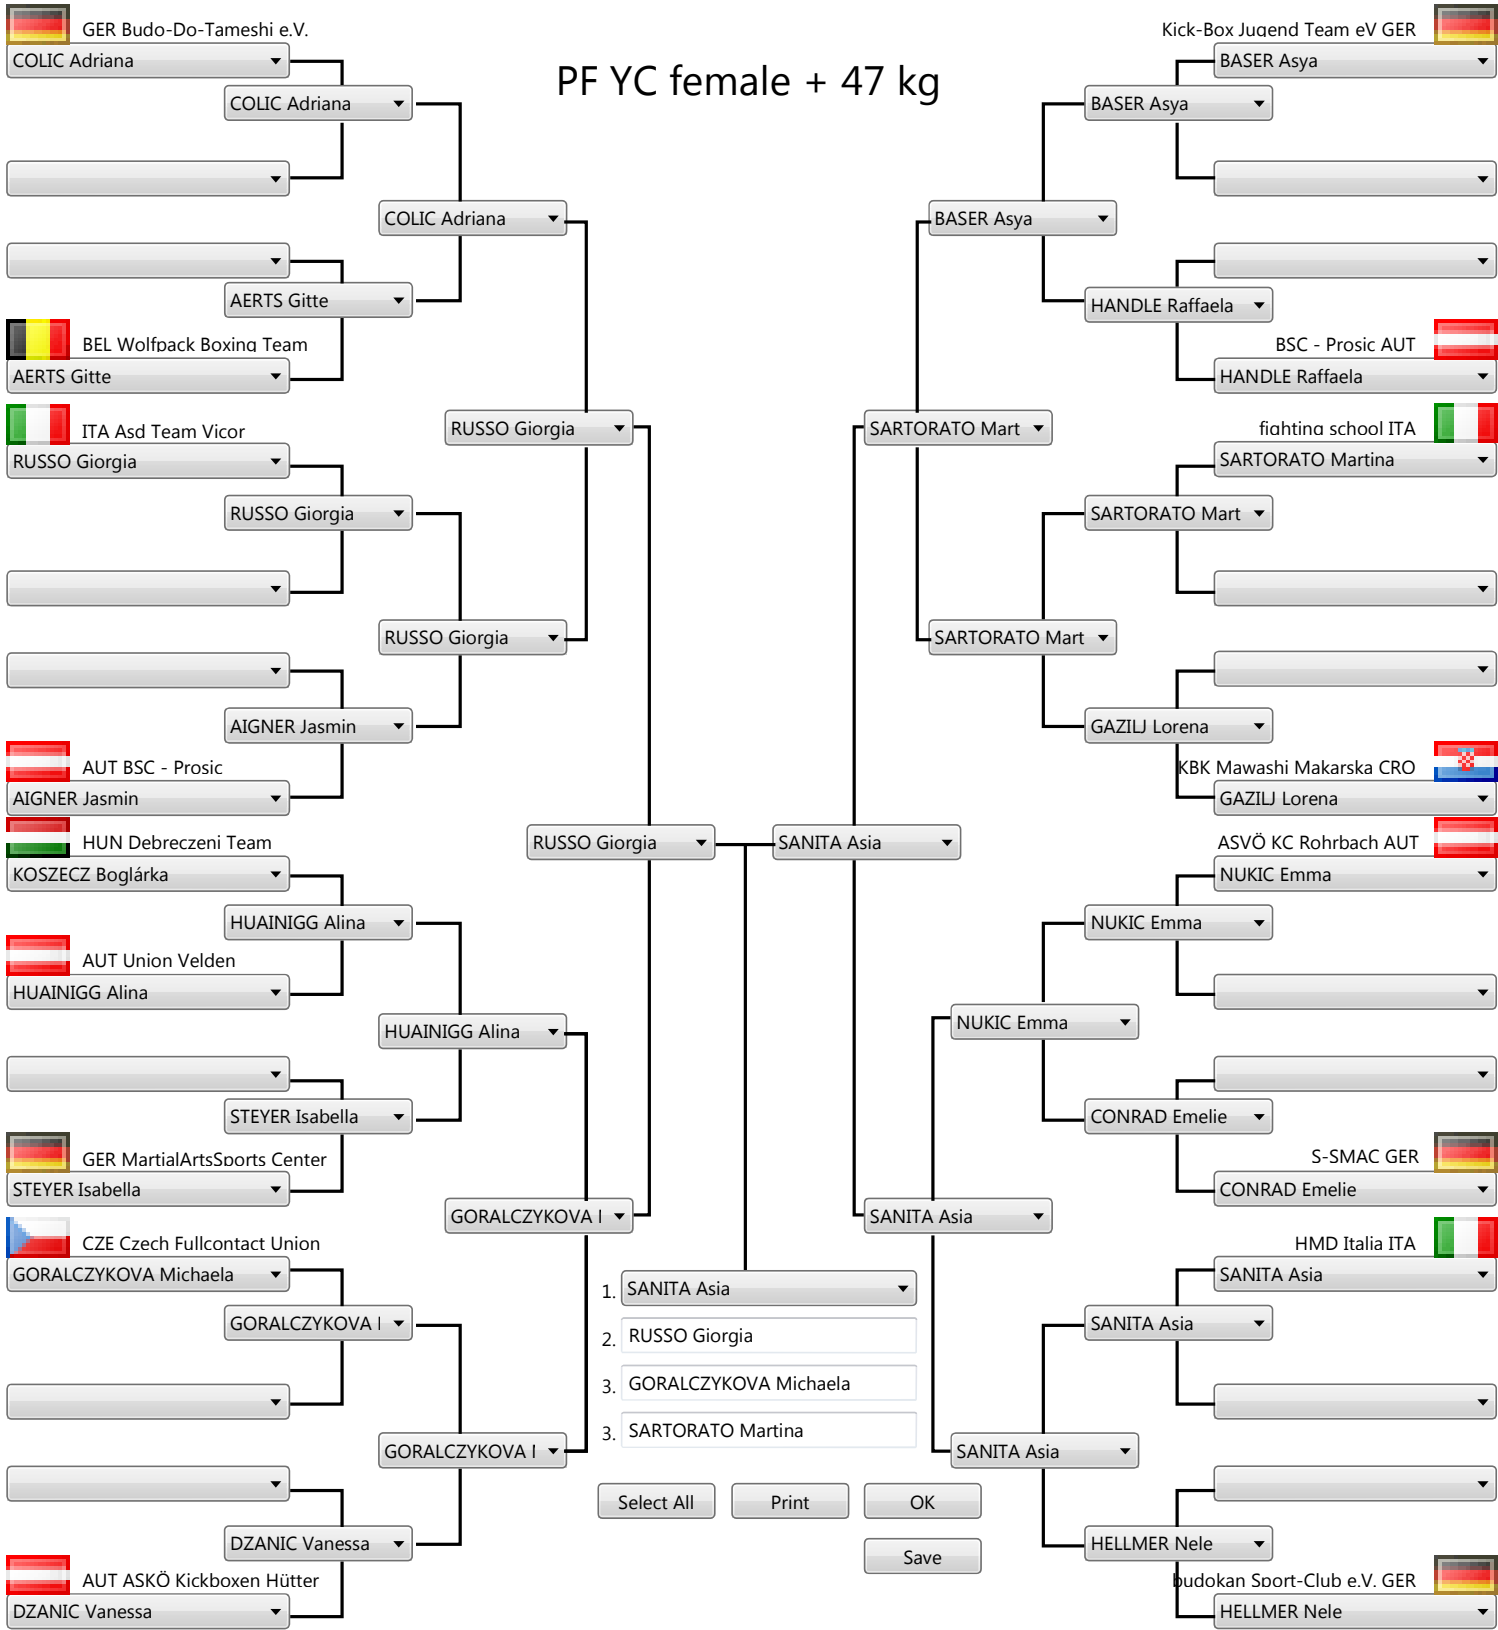 PF YC female + 47 kg
GER Budo-Do-Tameshi e.V.
COLIC Adriana
COLIC Adriana
COLIC Adriana
AERTS Gitte
BEL Wolfpack Boxing Team
AERTS Gitte
ITA Asd Team Vicor
RUSSO Giorgia
RUSSO Giorgia
RUSSO Giorgia
RUSSO Giorgia
AIGNER Jasmin
AUT BSC - Prosic
AIGNER Jasmin
HUN Debreczeni Team
KOSZECZ Boglárka
RUSSO Giorgia
HUAINIGG Alina
AUT Union Velden
HUAINIGG Alina
HUAINIGG Alina
STEYER Isabella
GER MartialArtsSports Center
STEYER Isabella
GORALCZYKOVA I
CZE Czech Fullcontact Union
GORALCZYKOVA Michaela
GORALCZYKOVA I
GORALCZYKOVA I
DZANIC Vanessa
AUT ASKÖ Kickboxen Hütter
DZANIC Vanessa
Kick-Box Jugend Team eV GER
BASER Asya
BASER Asya
BASER Asya
HANDLE Raffaela
BSC - Prosic AUT
HANDLE Raffaela
SARTORATO Mart
fighting school ITA
SARTORATO Martina
SARTORATO Mart
SARTORATO Mart
GAZILJ Lorena
KBK Mawashi Makarska CRO
GAZILJ Lorena
SANITA Asia
ASVÖ KC Rohrbach AUT
NUKIC Emma
NUKIC Emma
NUKIC Emma
CONRAD Emelie
S-SMAC GER
CONRAD Emelie
SANITA Asia
HMD Italia ITA
SANITA Asia
SANITA Asia
SANITA Asia
HELLMER Nele
budokan Sport-Club e.V. GER
HELLMER Nele
1. SANITA Asia
2. RUSSO Giorgia
3. GORALCZYKOVA Michaela
3. SARTORATO Martina
Select All Print OK
Save